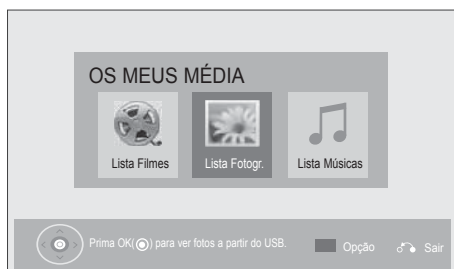 OS MEUS MÉDIA
Lista Filmes
Lista Fotogr.
Lista Músicas
Prima OK(◉) para ver fotos a partir do USB.
Opção
Sair